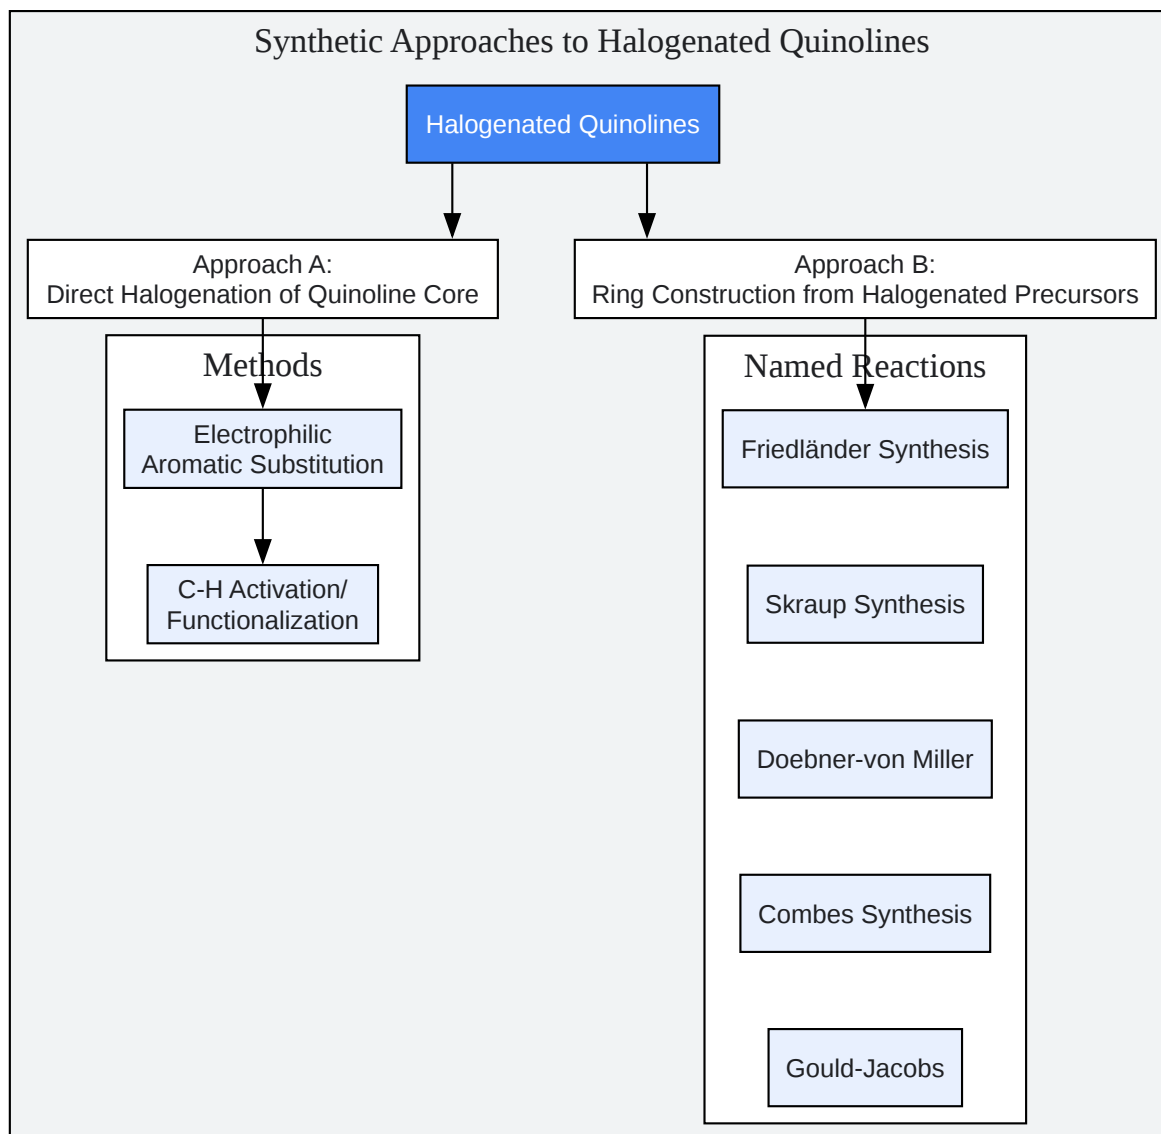 Synthetic Approaches to Halogenated Quinolines
Halogenated Quinolines
Approach A:
Direct Halogenation of Quinoline Core
Approach B:
Ring Construction from Halogenated Precursors
Methods
Electrophilic
Aromatic Substitution
C-H Activation/
Functionalization
Named Reactions
Friedländer Synthesis
Skraup Synthesis
Doebner-von Miller
Combes Synthesis
Gould-Jacobs